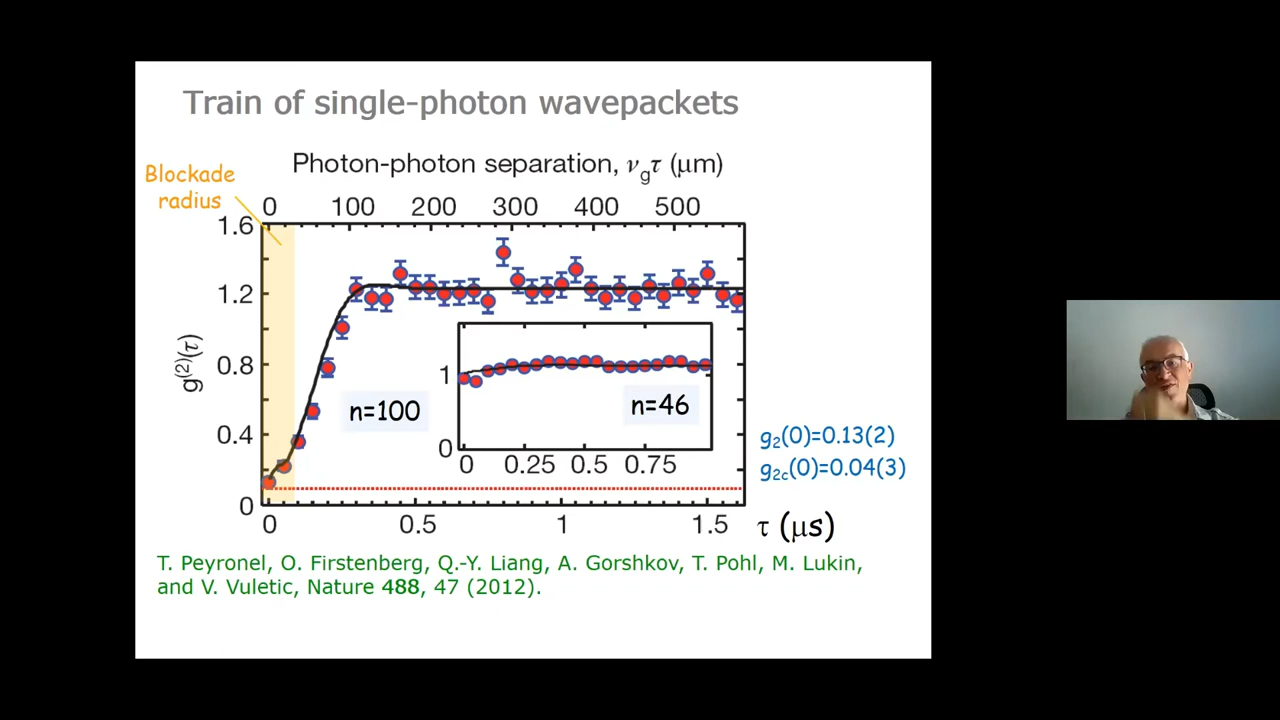 Train of single-photon wavepackets
Blockade
radius
Photon-photon separation, νgτ (μm)
0 100 200 300 400 500
1.6
1.2
0.8
0.4
0
g(2)(τ)
n=100
1
0
n=46
0 0.25 0.5 0.75
0 0.5 1 1.5 τ (μs)
g2(0)=0.13(2)
g2c(0)=0.04(3)
T. Peyronel, O. Firstenberg, Q.-Y. Liang, A. Gorshkov, T. Pohl, M. Lukin,
and V. Vuletic, Nature 488, 47 (2012).